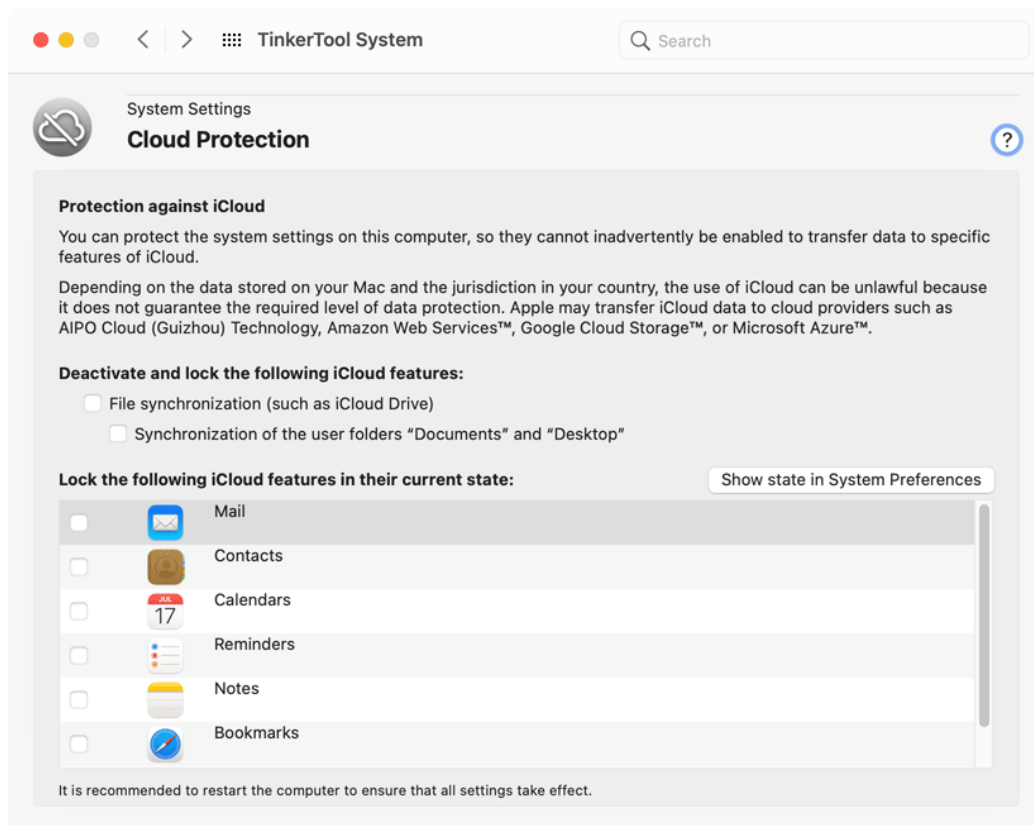 TinkerTool System
Search
System Settings
Cloud Protection
?
Protection against iCloud
You can protect the system settings on this computer, so they cannot inadvertently be enabled to transfer data to specific
features of iCloud.
Depending on the data stored on your Mac and the jurisdiction in your country, the use of iCloud can be unlawful because
it does not guarantee the required level of data protection. Apple may transfer iCloud data to cloud providers such as
AIPO Cloud (Guizhou) Technology, Amazon Web Services™, Google Cloud Storage™, or Microsoft Azure™.
Deactivate and lock the following iCloud features:
File synchronization (such as iCloud Drive)
Synchronization of the user folders “Documents” and “Desktop”
Lock the following iCloud features in their current state:
Show state in System Preferences
Mail
Contacts
JUL
17
Calendars
Reminders
Notes
Bookmarks
It is recommended to restart the computer to ensure that all settings take effect.